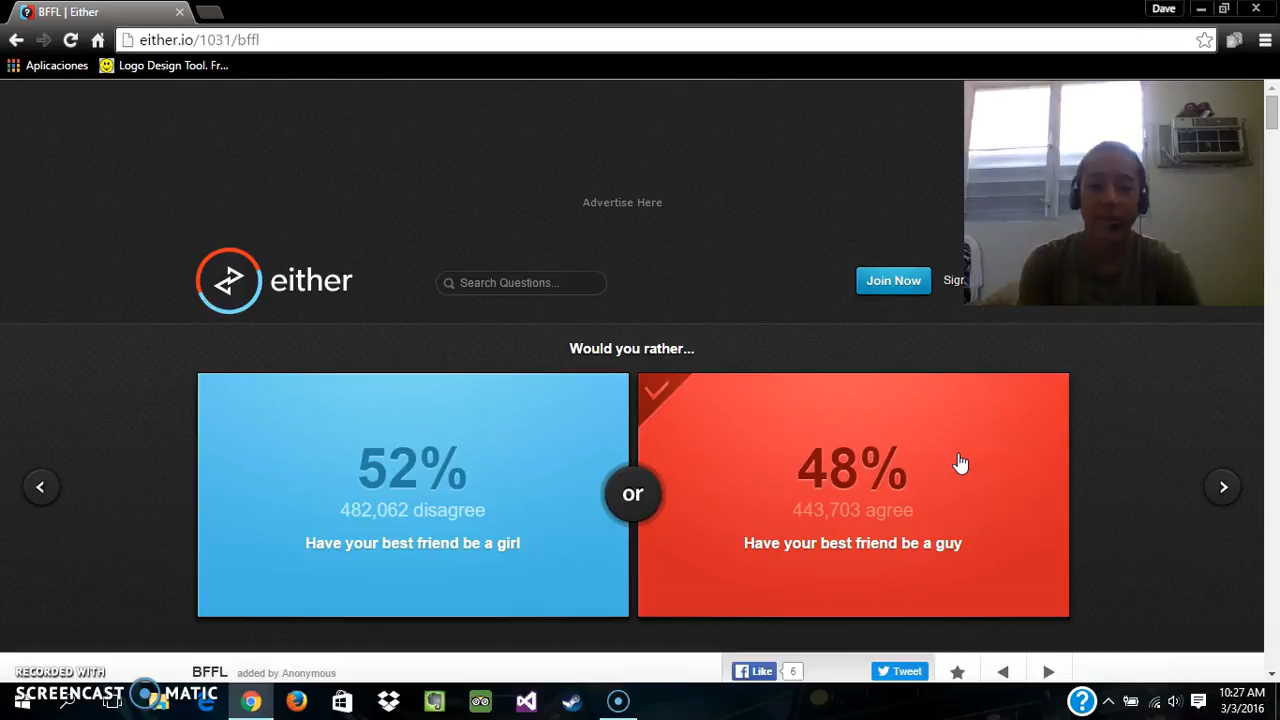 BFFL | Either
Dave
either.io/1031/bffl
Aplicaciones
Logo Design Tool. Fr...
Advertise Here
either
Search Questions...
Join Now
Sign
Would you rather...
52%
48%
or
482,062 disagree
443,703 agree
Have your best friend be a girl
Have your best friend be a guy
BFFL added by Anonymous
Like
6
Tweet
RECORDED WITH
SCREENCAST MATIC
10:27 AM
3/3/2016